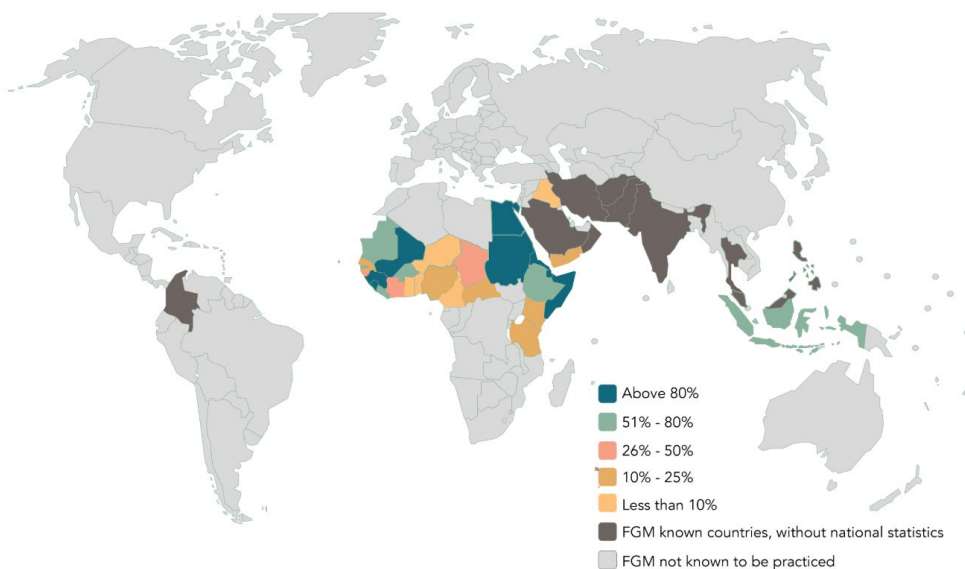 Above 80%
51% - 80%
26% - 50%
10% - 25%
Less than 10%
FGM known countries, without national statistics
FGM not known to be practiced